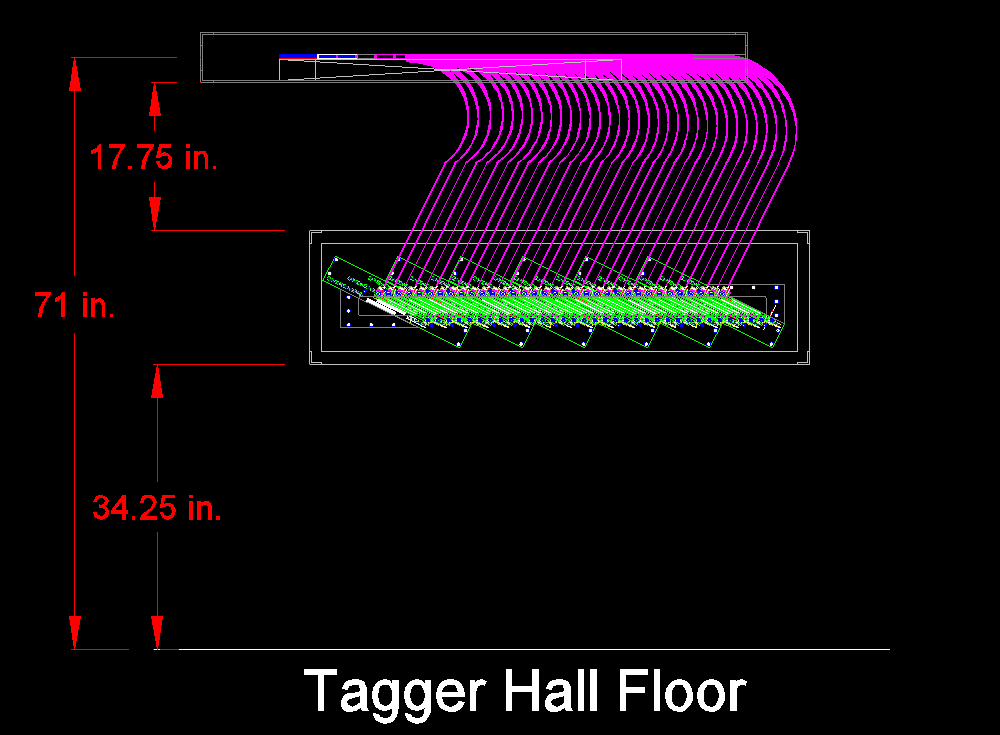 17.75 in.
71 in.
34.25 in.
Tagger Hall Floor